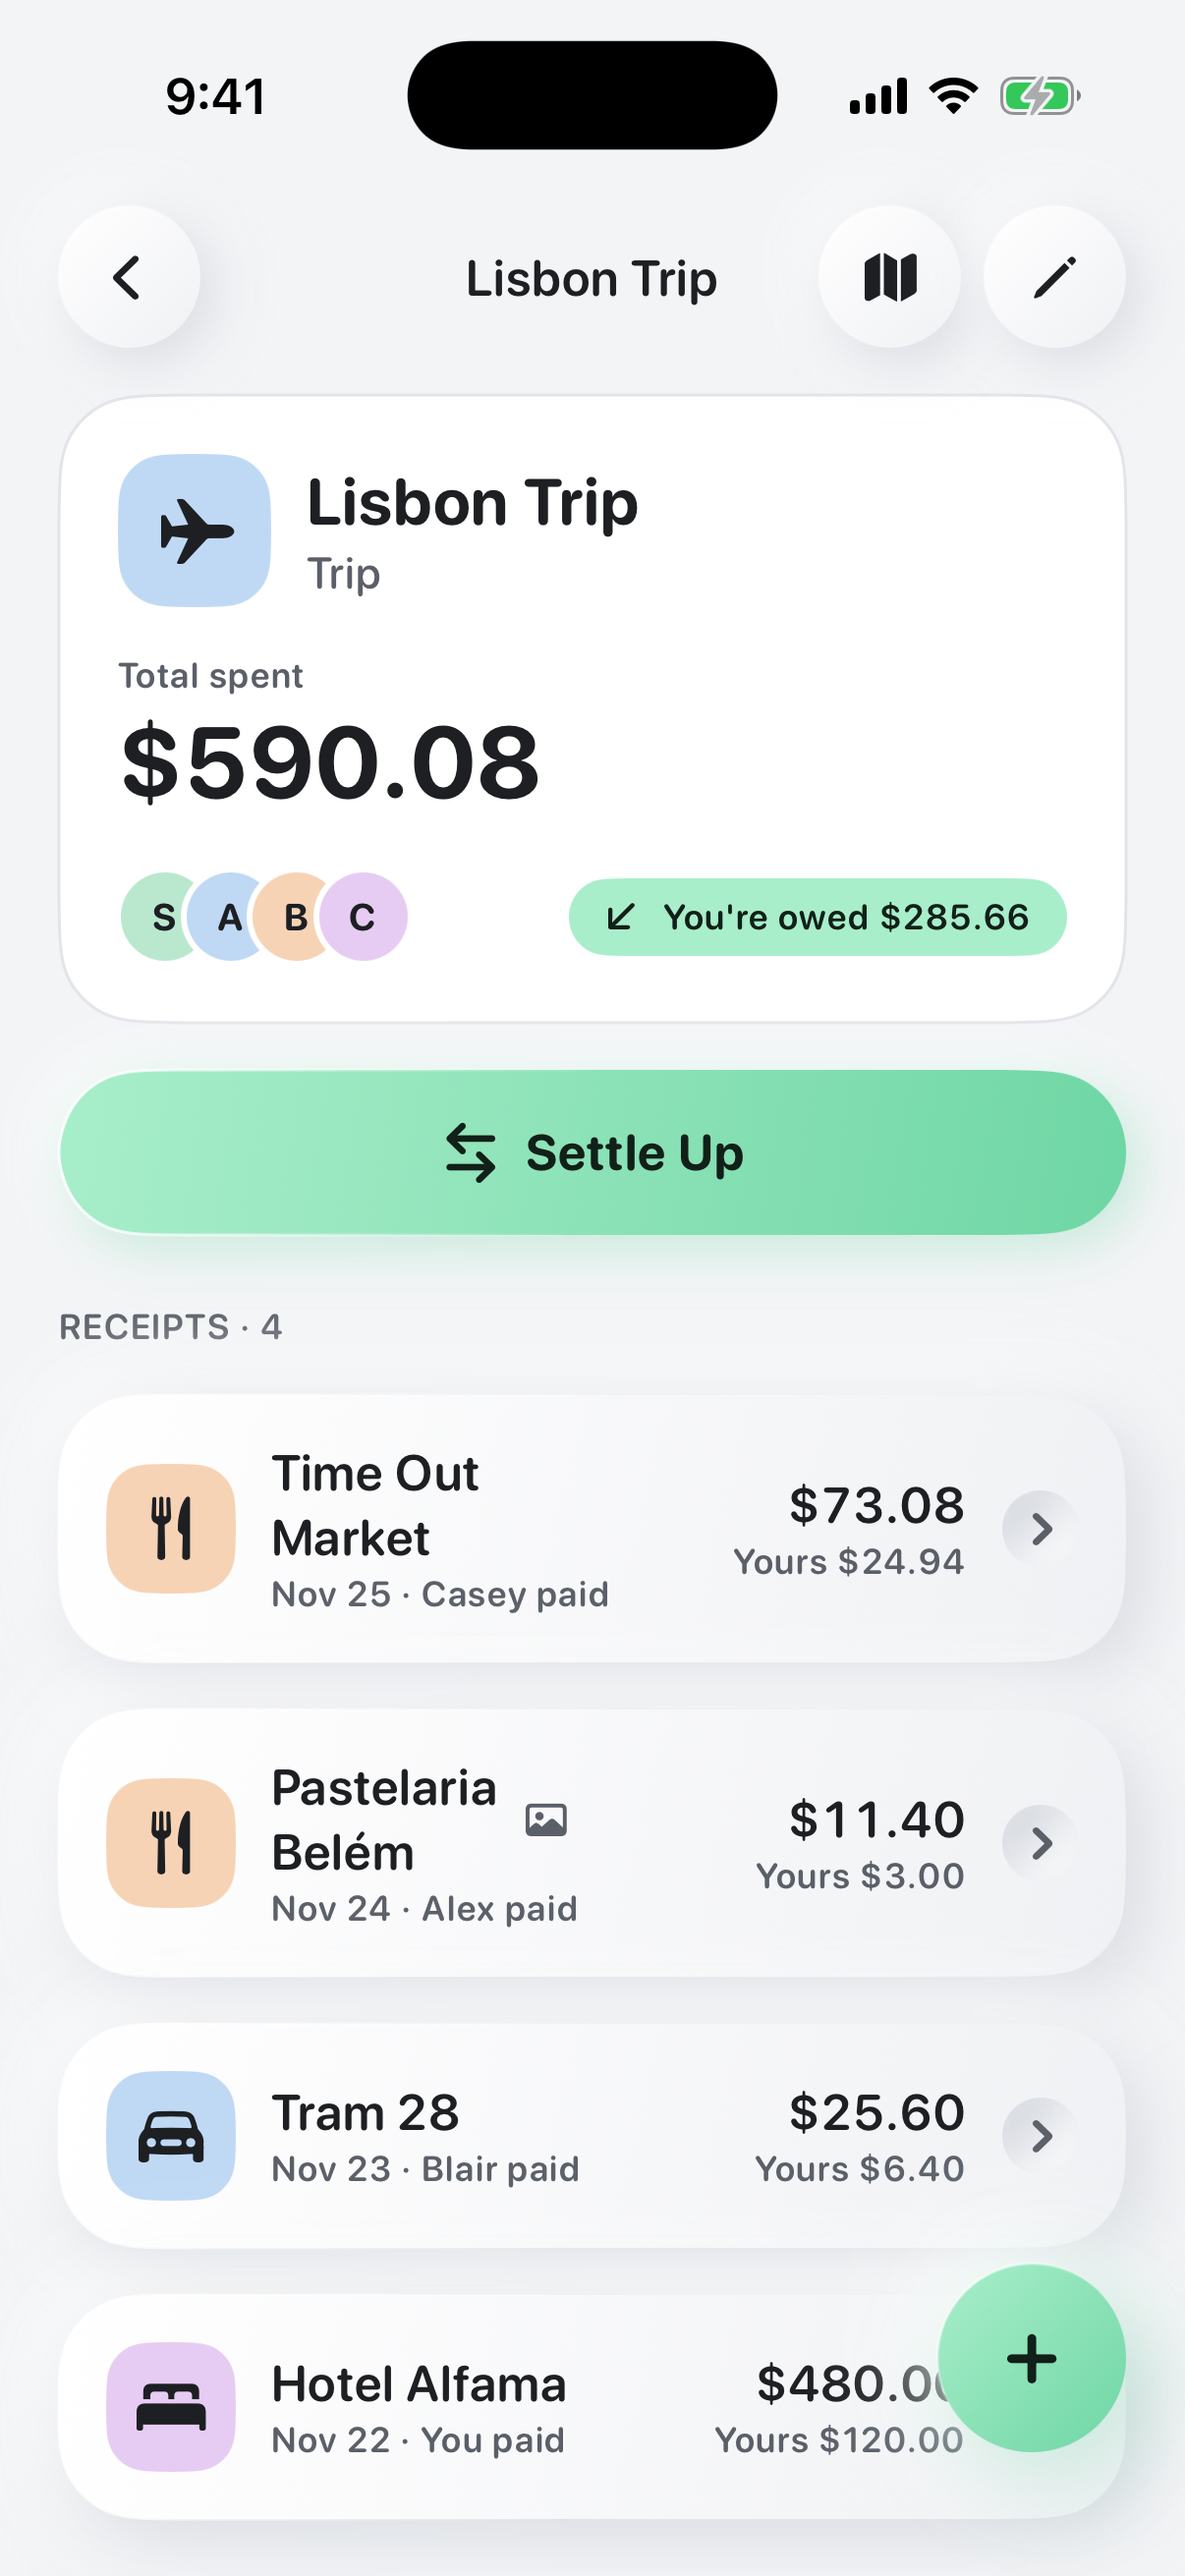 9:41
Lisbon Trip
Lisbon Trip
Trip
Total spent
$590.08
S A B C
You're owed $285.66
Settle Up
RECEIPTS · 4
Time Out
Market
$73.08
Nov 25 · Casey paid
Yours $24.94
Pastelaria
Belém
$11.40
Nov 24 · Alex paid
Yours $3.00
Tram 28
$25.60
Nov 23 · Blair paid
Yours $6.40
Hotel Alfama
$480.00
Nov 22 · You paid
Yours $120.00